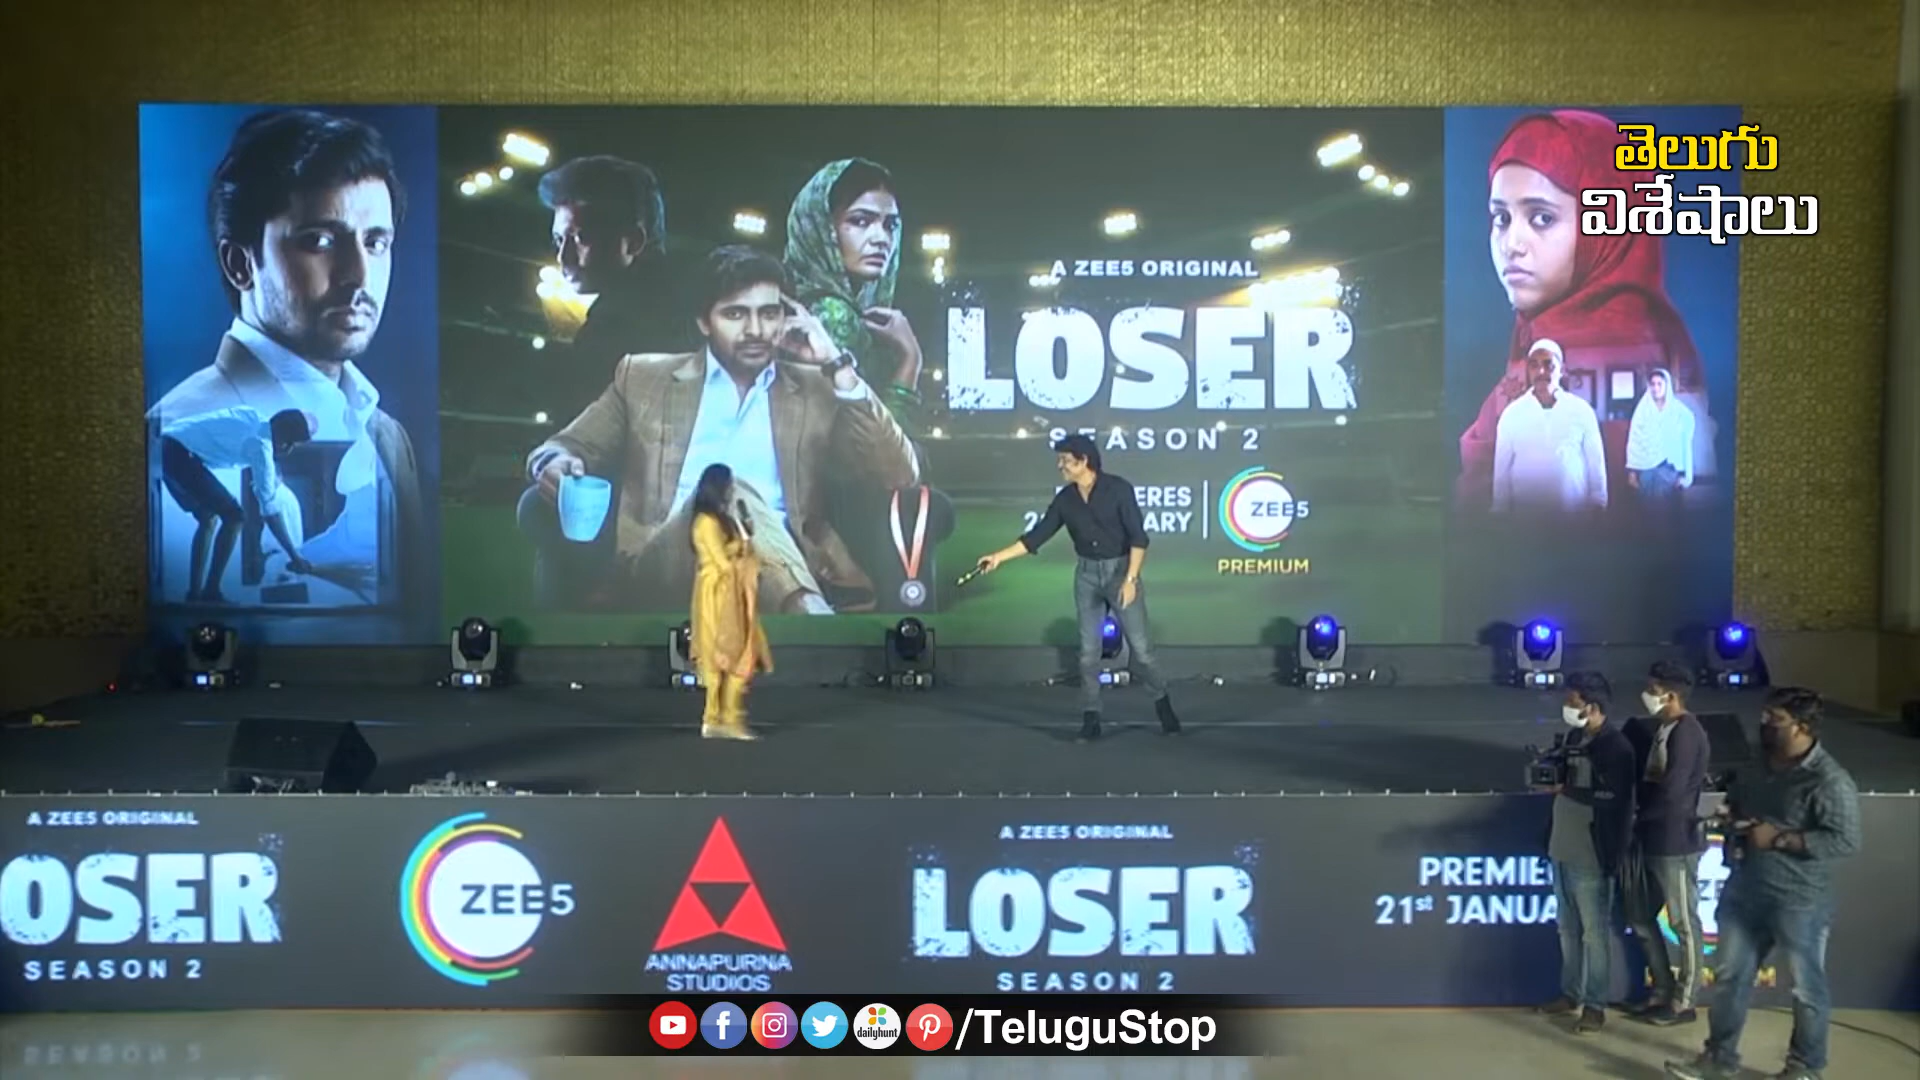 తెలుగు
విశేషాలు
A ZEE5 ORIGINAL
LOSER
SEASON 2
ZEE5
PREMIUM
A ZEE5 ORIGINAL
OSER
SEASON 2
ZEE5
ANNAPURNA
STUDIOS
A ZEE5 ORIGINAL
LOSER
SEASON 2
PREMIE
21st JANUA
dailyhunt
/TeluguStop